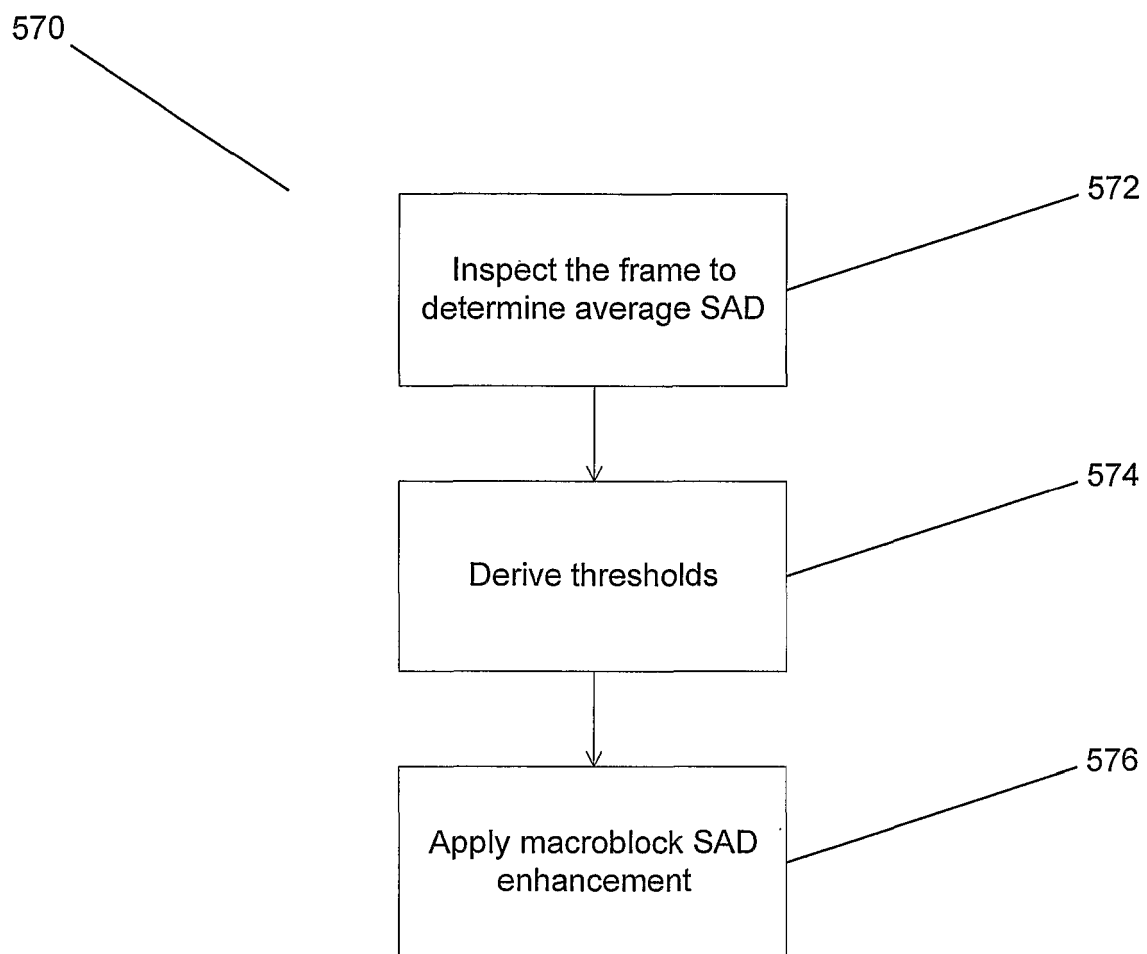 570
572
Inspect the frame to
determine average SAD
574
Derive thresholds
576
Apply macroblock SAD
enhancement